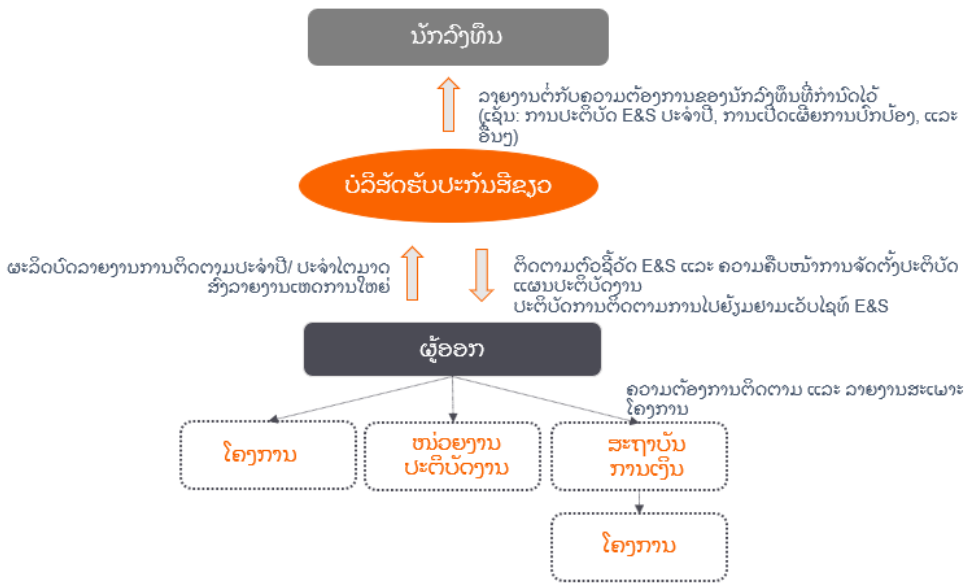 ນັກລົງທຶນ
ລາຍງານຕໍ່ກັບຄວາມຕ້ອງການຂອງນັກລົງທຶນທີ່ກຳນົດໄວ້
(ເຊັ່ນ: ການປະຕິບັດ E&S ປະຈຳປີ, ການເປີດເຜີຍການປົກປ້ອງ, ແລະ
ອື່ນໆ)
ບໍລິສັດຮັບປະກັນສີຂຽວ
ຜະລິດບົດລາຍງານການຕິດຕາມປະຈຳປີ/ ປະຈຳໄຕມາດ
ສົ່ງລາຍງານເຫດການໃຫຍ່
ຕິດຕາມຕົວຊີ້ວັດ E&S ແລະ ຄວາມຄືບໜ້າການຈັດຕັ້ງປະຕິບັດ
ແຜນປະຕິບັດງານ
ປະຕິບັດການຕິດຕາມການໄປຢ້ຽມຢາມເວັບໄຊທ໌ E&S
ຜູ້ອອກ
ຄວາມຕ້ອງການຕິດຕາມ ແລະ ລາຍງານສະເພາະ
ໂຄງການ
ໂຄງການ
ໜ່ວຍງານ
ປະຕິບັດງານ
ສະຖາບັນ
ການເງິນ
ໂຄງການ